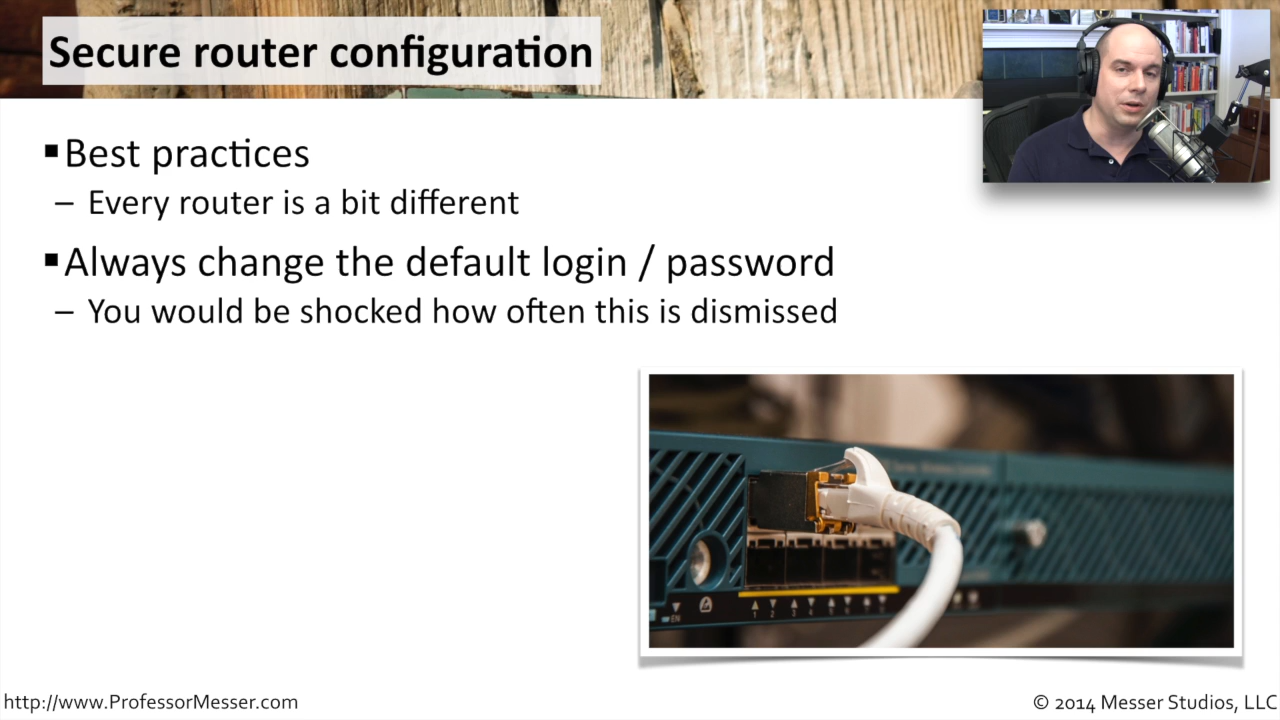 Secure router configuration
▪Best practices
– Every router is a bit different
▪Always change the default login / password
– You would be shocked how often this is dismissed
http://www.ProfessorMesser.com
© 2014 Messer Studios, LLC